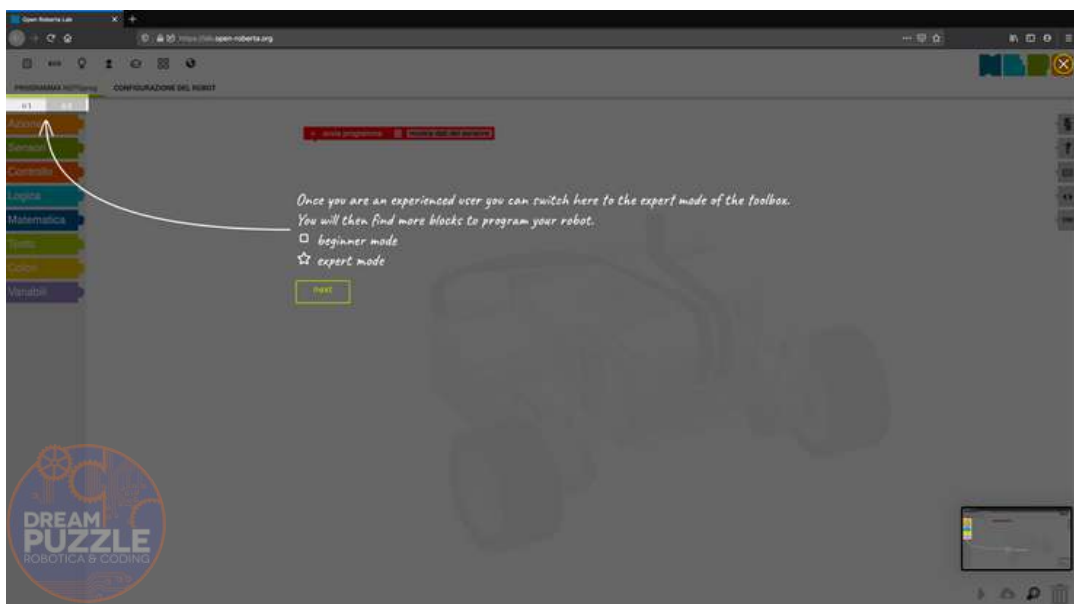 Open Roberta Lab
open-roberta.org
PROGRAMMA NOTSprog CONFIGURAZIONE DEL ROBOT
Azione
Sensori
Controllo
Logica
Matematica
Testo
Colori
Variabili
avvia programma mostra dati del sensore
Once you are an experienced user you can switch here to the expert mode of the toolbox.
You will then find more blocks to program your robot.
beginner mode
expert mode
next
DREAM
PUZZLE
ROBOTICA & CODING